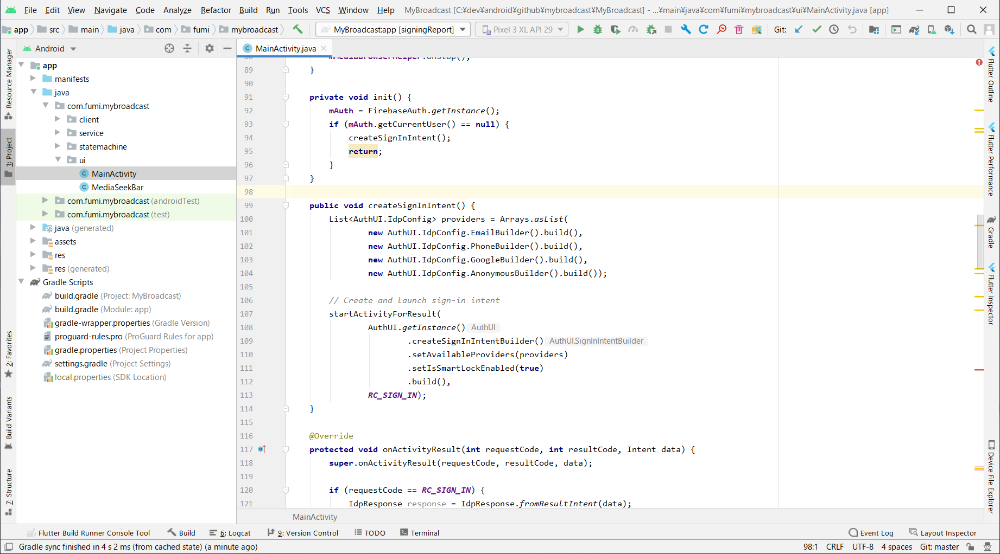 File Edit View Navigate Code Analyze Refactor Build Run Tools VCS Window Help MyBroadcast [C:¥dev¥android¥github¥mybroadcast¥MyBroadcast] - ...¥main¥java¥com¥fumi¥mybroadcast¥ui¥MainActivity.java [app]
app src main java com fumi mybroadcast MyBroadcast:app [signingReport] Pixel 3 XL API 29 Git:
Android
MainActivity.java
Resource Manager
1: Project
2: Favorites
Build Variants
7: Structure
app
manifests
java
com.fumi.mybroadcast
client
service
statemachine
ui
MainActivity
MediaSeekBar
com.fumi.mybroadcast (androidTest)
com.fumi.mybroadcast (test)
java (generated)
assets
res
res (generated)
Gradle Scripts
build.gradle (Project: MyBroadcast)
build.gradle (Module: app)
gradle-wrapper.properties (Gradle Version)
proguard-rules.pro (ProGuard Rules for app)
gradle.properties (Project Properties)
settings.gradle (Project Settings)
local.properties (SDK Location)
88 mMediaBrowserHelper.onStop();
89 }
90
91 private void init() {
92 mAuth = FirebaseAuth.getInstance();
93 if (mAuth.getCurrentUser() == null) {
94 createSignInIntent();
95 return;
96 }
97 }
98
99 public void createSignInIntent() {
100 List<AuthUI.IdpConfig> providers = Arrays.asList(
101 new AuthUI.IdpConfig.EmailBuilder().build(),
102 new AuthUI.IdpConfig.PhoneBuilder().build(),
103 new AuthUI.IdpConfig.GoogleBuilder().build(),
104 new AuthUI.IdpConfig.AnonymousBuilder().build());
105
106 // Create and launch sign-in intent
107 startActivityForResult(
108 AuthUI.getInstance() AuthUI
109 .createSignInIntentBuilder() AuthUI.SignInIntentBuilder
110 .setAvailableProviders(providers)
111 .setIsSmartLockEnabled(true)
112 .build(),
113 RC_SIGN_IN);
114 }
115
116 @Override
117 protected void onActivityResult(int requestCode, int resultCode, Intent data) {
118 super.onActivityResult(requestCode, resultCode, data);
119
120 if (requestCode == RC_SIGN_IN) {
121 IdpResponse response = IdpResponse.fromResultIntent(data);
MainActivity
Flutter Outline
Flutter Performance
Gradle
Flutter Inspector
Device File Explorer
Flutter Build Runner Console Tool Build 6: Logcat 9: Version Control TODO Terminal Event Log Layout Inspector
Gradle sync finished in 4 s 2 ms (from cached state) (a minute ago) 98:1 CRLF UTF-8 4 spaces Git: master